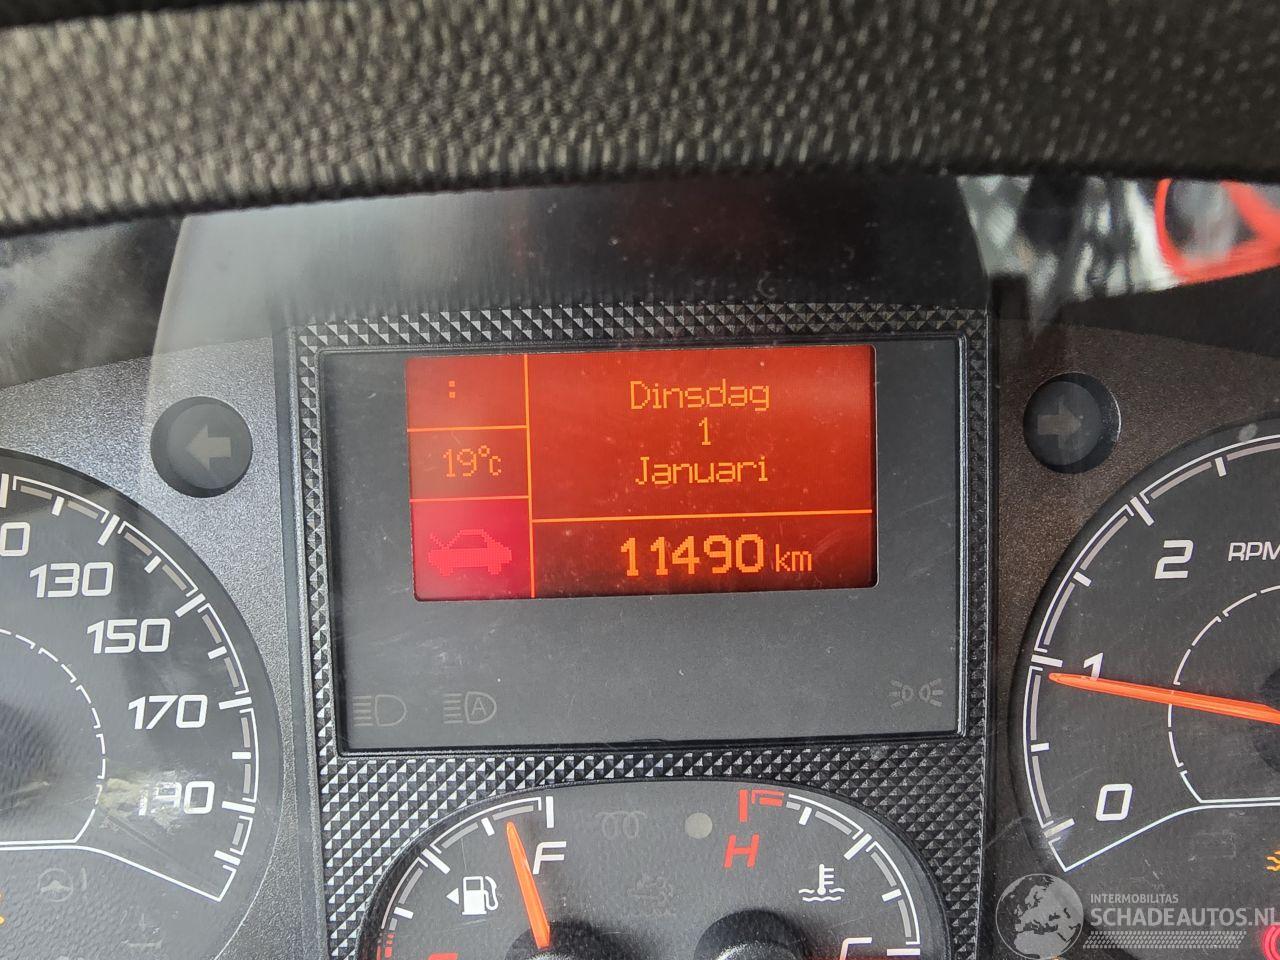 :
Dinsdag
1
19°c
Januari
11490 km
130
150
170
190
2
RPM
1
0
A
F
H
C
INTERMOBILITAS
SCHADEAUTOS.NL